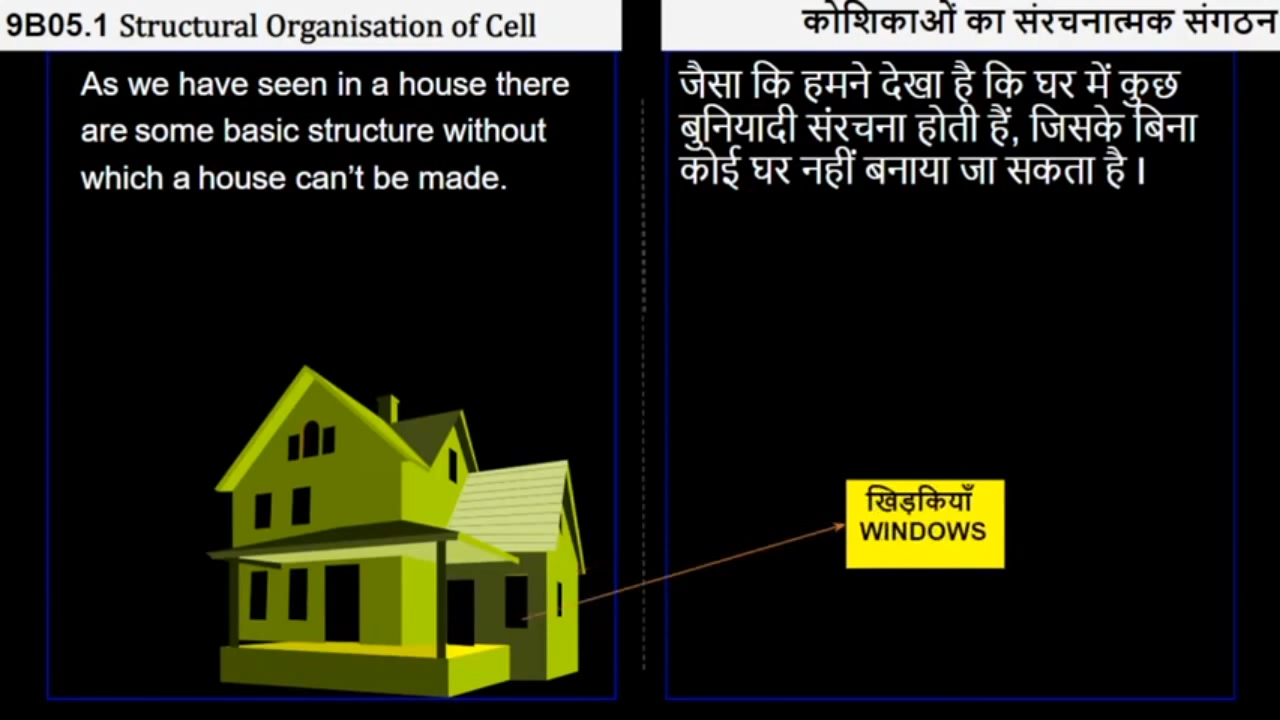 9B05.1 Structural Organisation of Cell
कोशिकाओं का संरचनात्मक संगठन
As we have seen in a house there
are some basic structure without
which a house can't be made.
जैसा कि हमने देखा है कि घर में कुछ
बुनियादी संरचना होती हैं, जिसके बिना
कोई घर नहीं बनाया जा सकता है ।
खिड़कियाँ
WINDOWS